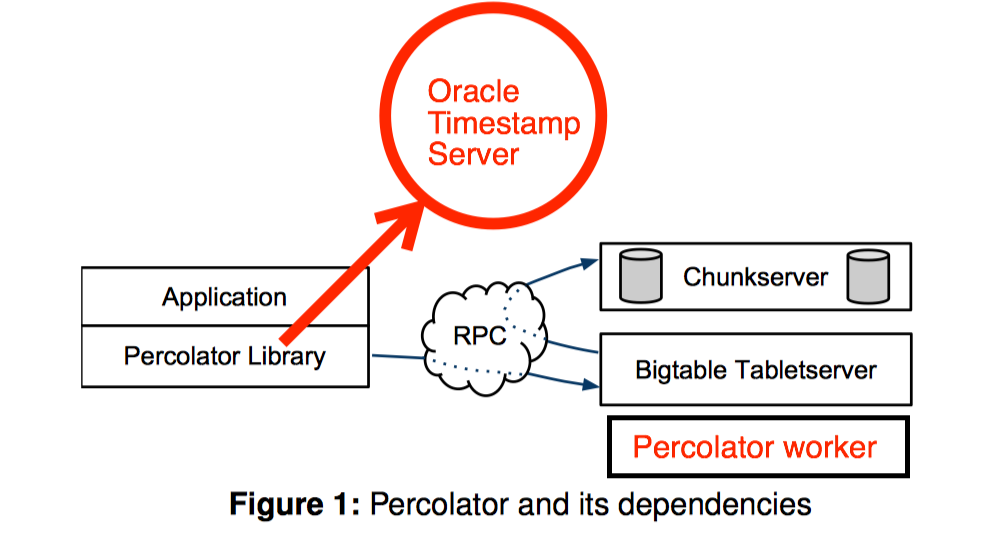 Oracle
Timestamp
Server
Application
Percolator Library
RPC
Chunkserver
Bigtable Tabletserver
Percolator worker
Figure 1: Percolator and its dependencies